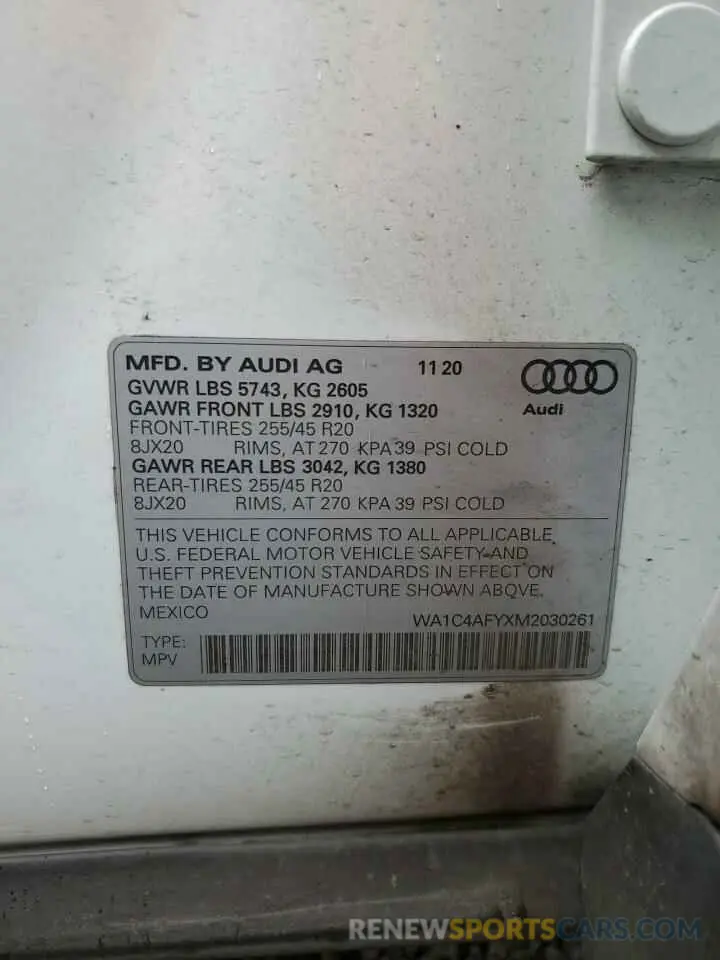 MFD. BY AUDI AG 11 20
GVWR LBS 5743, KG 2605
GAWR FRONT LBS 2910, KG 1320
Audi
FRONT-TIRES 255/45 R20
8JX20 RIMS, AT 270 KPA 39 PSI COLD
GAWR REAR LBS 3042, KG 1380
REAR-TIRES 255/45 R20
8JX20 RIMS, AT 270 KPA 39 PSI COLD
THIS VEHICLE CONFORMS TO ALL APPLICABLE
U.S. FEDERAL MOTOR VEHICLE SAFETY AND
THEFT PREVENTION STANDARDS IN EFFECT ON
THE DATE OF MANUFACTURE SHOWN ABOVE.
MEXICO WA1C4AFYXM2030261
TYPE:
MPV
RENEWSPORTSCARS.COM